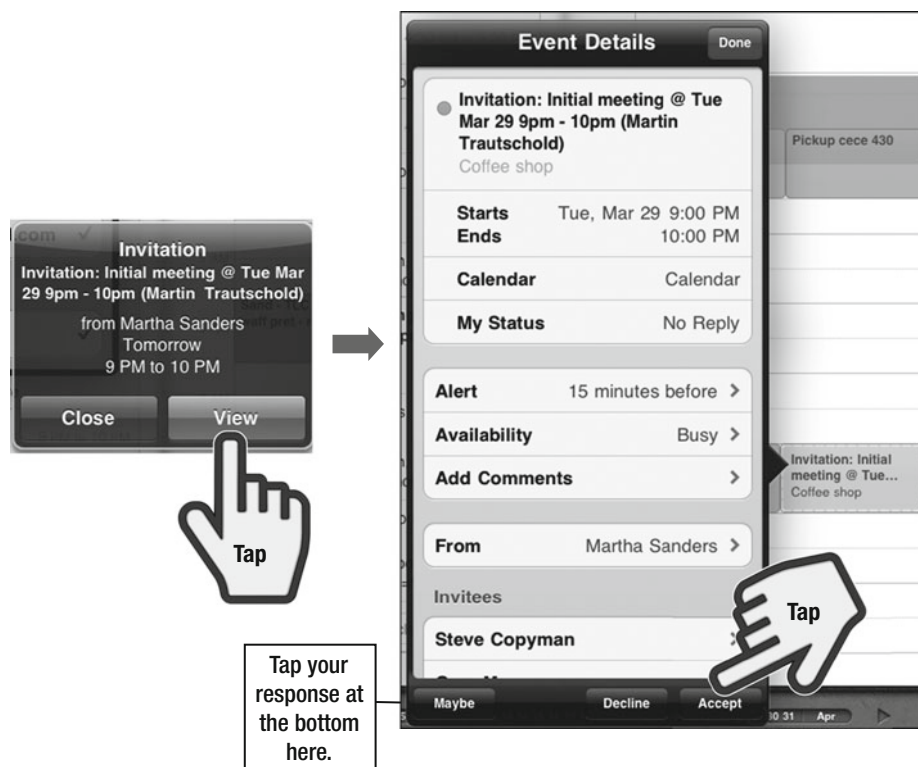 .com
Invitation
Invitation: Initial meeting @ Tue Mar
29 9pm - 10pm (Martin Trautschold)
from Martha Sanders
Tomorrow
9 PM to 10 PM
Close
View
Tap
Event Details
Done
Invitation: Initial meeting @ Tue
Mar 29 9pm - 10pm (Martin
Trautschold)
Coffee shop
Starts Tue, Mar 29 9:00 PM
Ends 10:00 PM
Calendar Calendar
My Status No Reply
Alert 15 minutes before >
Availability Busy >
Add Comments >
From Martha Sanders >
Invitees
Steve Copyman
Maybe
Decline
Accept
Tap
Pickup cece 430
Invitation: Initial
meeting @ Tue...
Coffee shop
30 31 Apr
Tap your
response at
the bottom
here.